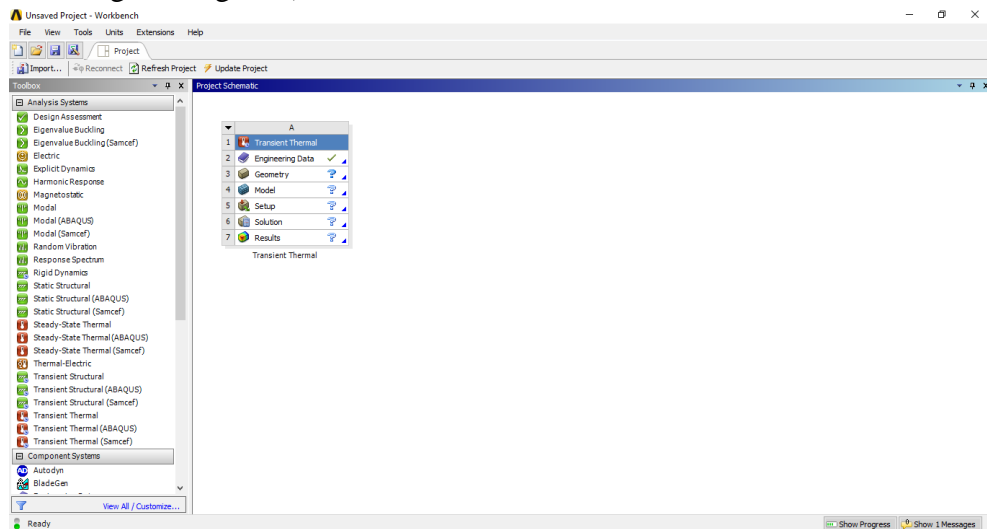 Unsaved Project - Workbench
File View Tools Units Extensions Help
Project
Import... Reconnect Refresh Project Update Project
Toolbox
Project Schematic
Analysis Systems
Design Assessment
Eigenvalue Buckling
Eigenvalue Buckling (Samcef)
Electric
Explicit Dynamics
Harmonic Response
Magnetostatic
Modal
Modal (ABAQUS)
Modal (Samcef)
Random Vibration
Response Spectrum
Rigid Dynamics
Static Structural
Static Structural (ABAQUS)
Static Structural (Samcef)
Steady-State Thermal
Steady-State Thermal (ABAQUS)
Steady-State Thermal (Samcef)
Thermal-Electric
Transient Structural
Transient Structural (ABAQUS)
Transient Structural (Samcef)
Transient Thermal
Transient Thermal (ABAQUS)
Transient Thermal (Samcef)
Component Systems
Autodyn
BladeGen
View All / Customize...
A
1 Transient Thermal
2 Engineering Data
3 Geometry
4 Model
5 Setup
6 Solution
7 Results
Transient Thermal
Ready
Show Progress Show 1 Messages